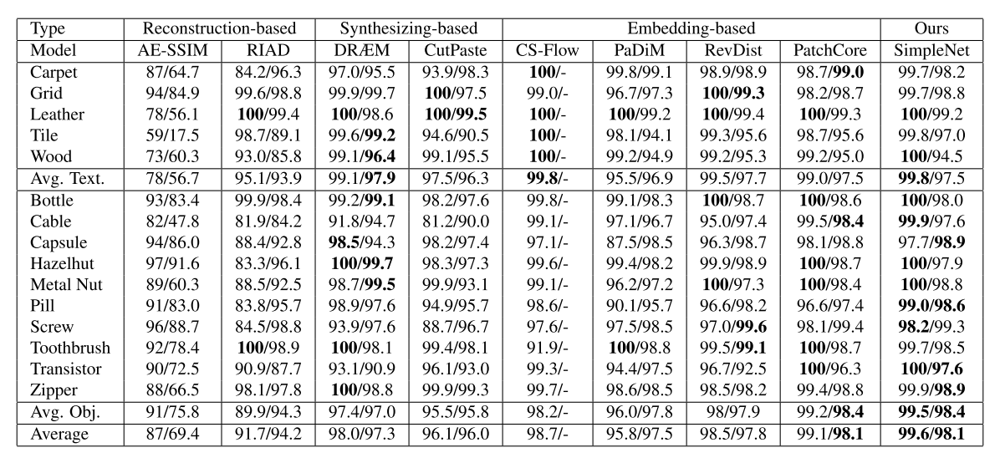 Type Reconstruction-based Synthesizing-based Embedding-based Ours
Model AE-SSIM RIAD DRÆM CutPaste CS-Flow PaDiM RevDist PatchCore SimpleNet
Carpet 87/64.7 84.2/96.3 97.0/95.5 93.9/98.3 100/- 99.8/99.1 98.9/98.9 98.7/99.0 99.7/98.2
Grid 94/84.9 99.6/98.8 99.9/99.7 100/97.5 99.0/- 96.7/97.3 100/99.3 98.2/98.7 99.7/98.8
Leather 78/56.1 100/99.4 100/98.6 100/99.5 100/- 100/99.2 100/99.4 100/99.3 100/99.2
Tile 59/17.5 98.7/89.1 99.6/99.2 94.6/90.5 100/- 98.1/94.1 99.3/95.6 98.7/95.6 99.8/97.0
Wood 73/60.3 93.0/85.8 99.1/96.4 99.1/95.5 100/- 99.2/94.9 99.2/95.3 99.2/95.0 100/94.5
Avg. Text. 78/56.7 95.1/93.9 99.1/97.9 97.5/96.3 99.8/- 95.5/96.9 99.5/97.7 99.0/97.5 99.8/97.5
Bottle 93/83.4 99.9/98.4 99.2/99.1 98.2/97.6 99.8/- 99.1/98.3 100/98.7 100/98.6 100/98.0
Cable 82/47.8 81.9/84.2 91.8/94.7 81.2/90.0 99.1/- 97.1/96.7 95.0/97.4 99.5/98.4 99.9/97.6
Capsule 94/86.0 88.4/92.8 98.5/94.3 98.2/97.4 97.1/- 87.5/98.5 96.3/98.7 98.1/98.8 97.7/98.9
Hazelhut 97/91.6 83.3/96.1 100/99.7 98.3/97.3 99.6/- 99.4/98.2 99.9/98.9 100/98.7 100/97.9
Metal Nut 89/60.3 88.5/92.5 98.7/99.5 99.9/93.1 99.1/- 96.2/97.2 100/97.3 100/98.4 100/98.8
Pill 91/83.0 83.8/95.7 98.9/97.6 94.9/95.7 98.6/- 90.1/95.7 96.6/98.2 96.6/97.4 99.0/98.6
Screw 96/88.7 84.5/98.8 93.9/97.6 88.7/96.7 97.6/- 97.5/98.5 97.0/99.6 98.1/99.4 98.2/99.3
Toothbrush 92/78.4 100/98.9 100/98.1 99.4/98.1 91.9/- 100/98.8 99.5/99.1 100/98.7 99.7/98.5
Transistor 90/72.5 90.9/87.7 93.1/90.9 96.1/93.0 99.3/- 94.4/97.5 96.7/92.5 100/96.3 100/97.6
Zipper 88/66.5 98.1/97.8 100/98.8 99.9/99.3 99.7/- 98.6/98.5 98.5/98.2 99.4/98.8 99.9/98.9
Avg. Obj. 91/75.8 89.9/94.3 97.4/97.0 95.5/95.8 98.2/- 96.0/97.8 98/97.9 99.2/98.4 99.5/98.4
Average 87/69.4 91.7/94.2 98.0/97.3 96.1/96.0 98.7/- 95.8/97.5 98.5/97.8 99.1/98.1 99.6/98.1